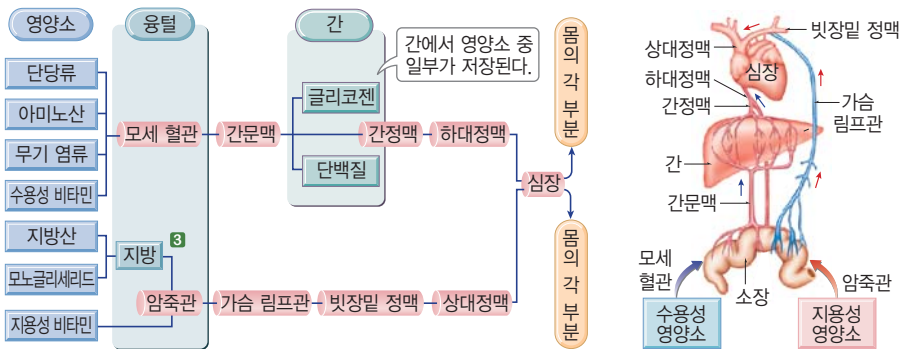 영양소
융털
간
간에서 영양소 중
일부가 저장된다.
단당류
아미노산
무기 염류
수용성 비타민
모세 혈관
간문맥
글리코젠
단백질
간정맥
하대정맥
심장
몸의 각 부분
몸의 각 부분
지방산
모노글리세리드
지용성 비타민
지방
3
암죽관
가슴 림프관
빗장밑 정맥
상대정맥
빗장밑 정맥
상대정맥
심장
하대정맥
간정맥
가슴
림프관
간
간문맥
모세
혈관
소장
암죽관
수용성
영양소
지용성
영양소